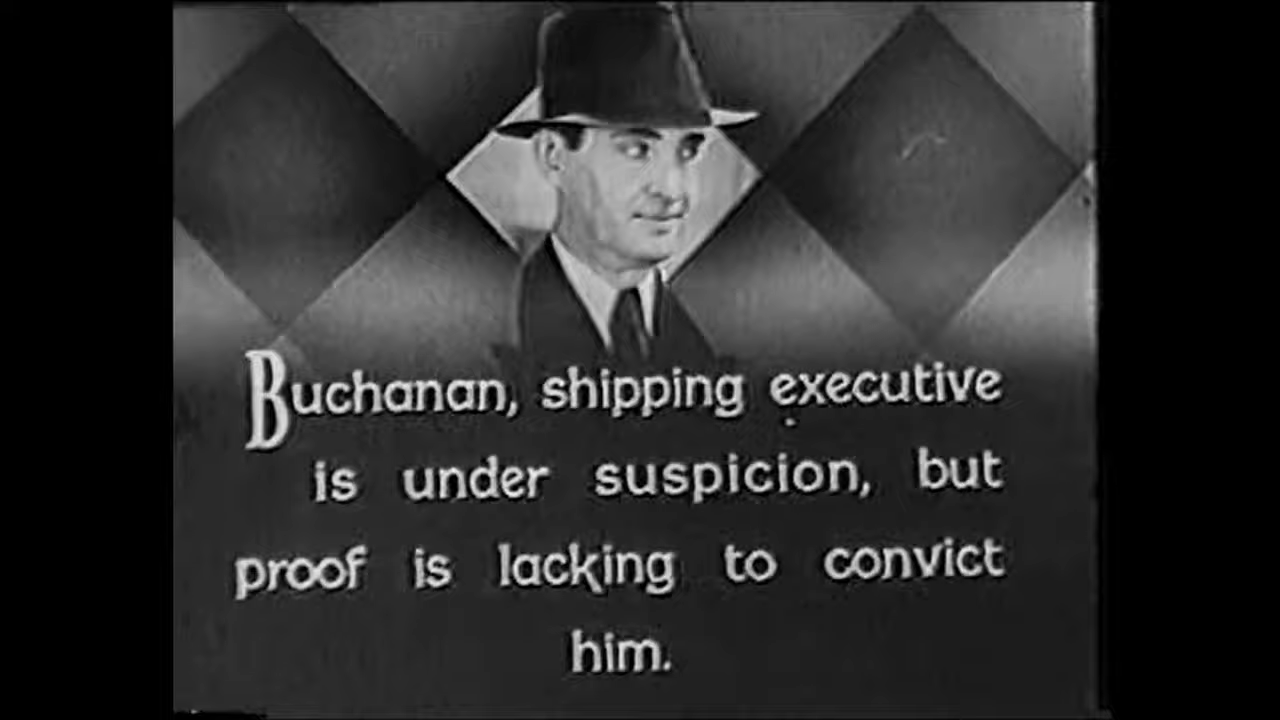 Buchanan, shipping executive
is under suspicion, but
proof is lacking to convict
him.